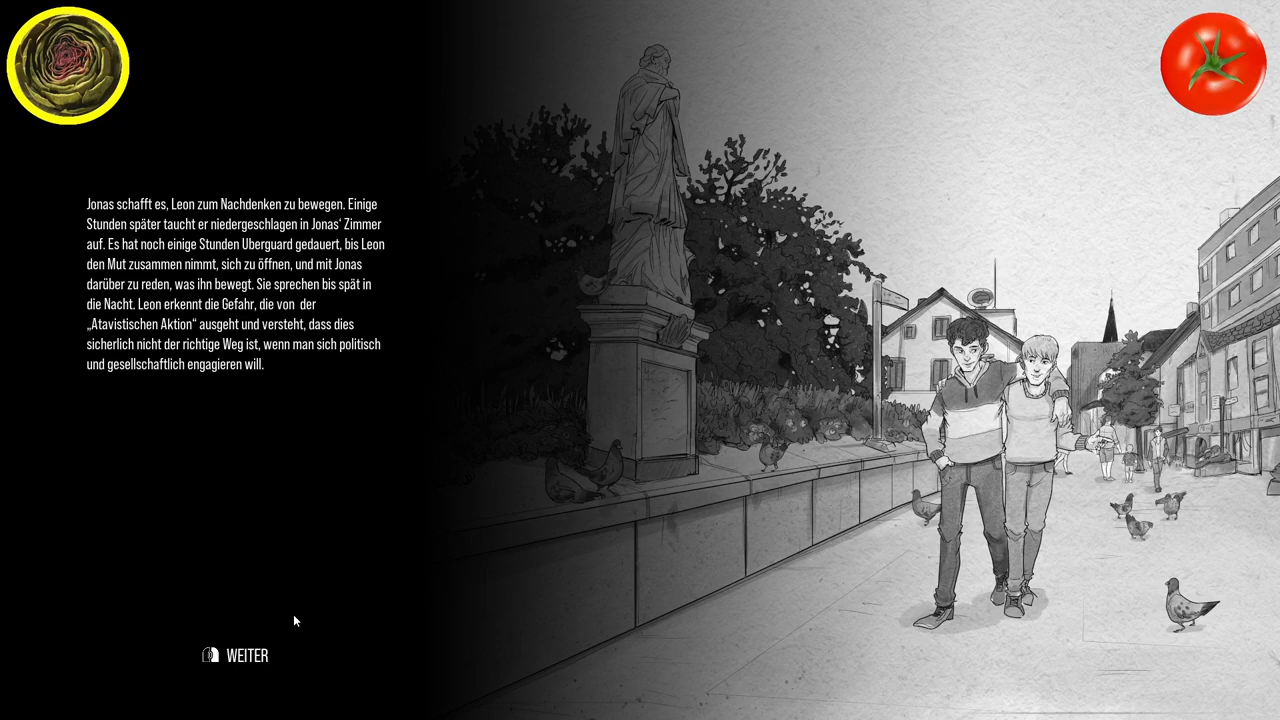 Jonas schafft es, Leon zum Nachdenken zu bewegen. Einige
Stunden später taucht er niedergeschlagen in Jonas‘ Zimmer
auf. Es hat noch einige Stunden Uberguard gedauert, bis Leon
den Mut zusammen nimmt, sich zu öffnen, und mit Jonas
darüber zu reden, was ihn bewegt. Sie sprechen bis spät in
die Nacht. Leon erkennt die Gefahr, die von  der
„Atavistischen Aktion“ ausgeht und versteht, dass dies
sicherlich nicht der richtige Weg ist, wenn man sich politisch
und gesellschaftlich engagieren will.
WEITER